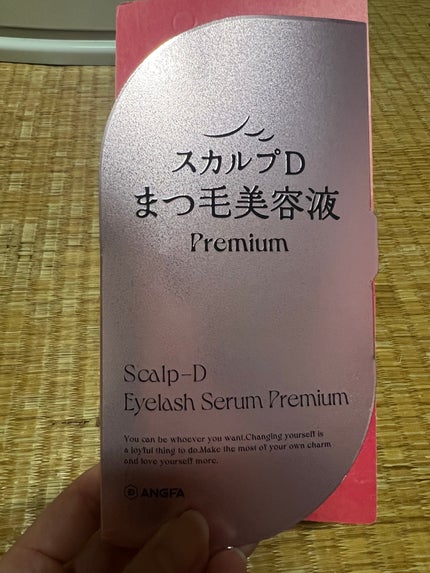 スカルプD
まつ毛美容液
Premium
Scalp-D
Eyelash Serum Premium
You can be whoever you want.Changing yourself is
a joyful thing to do.Make the most of your own charm
and love yourself more.
ANGFA